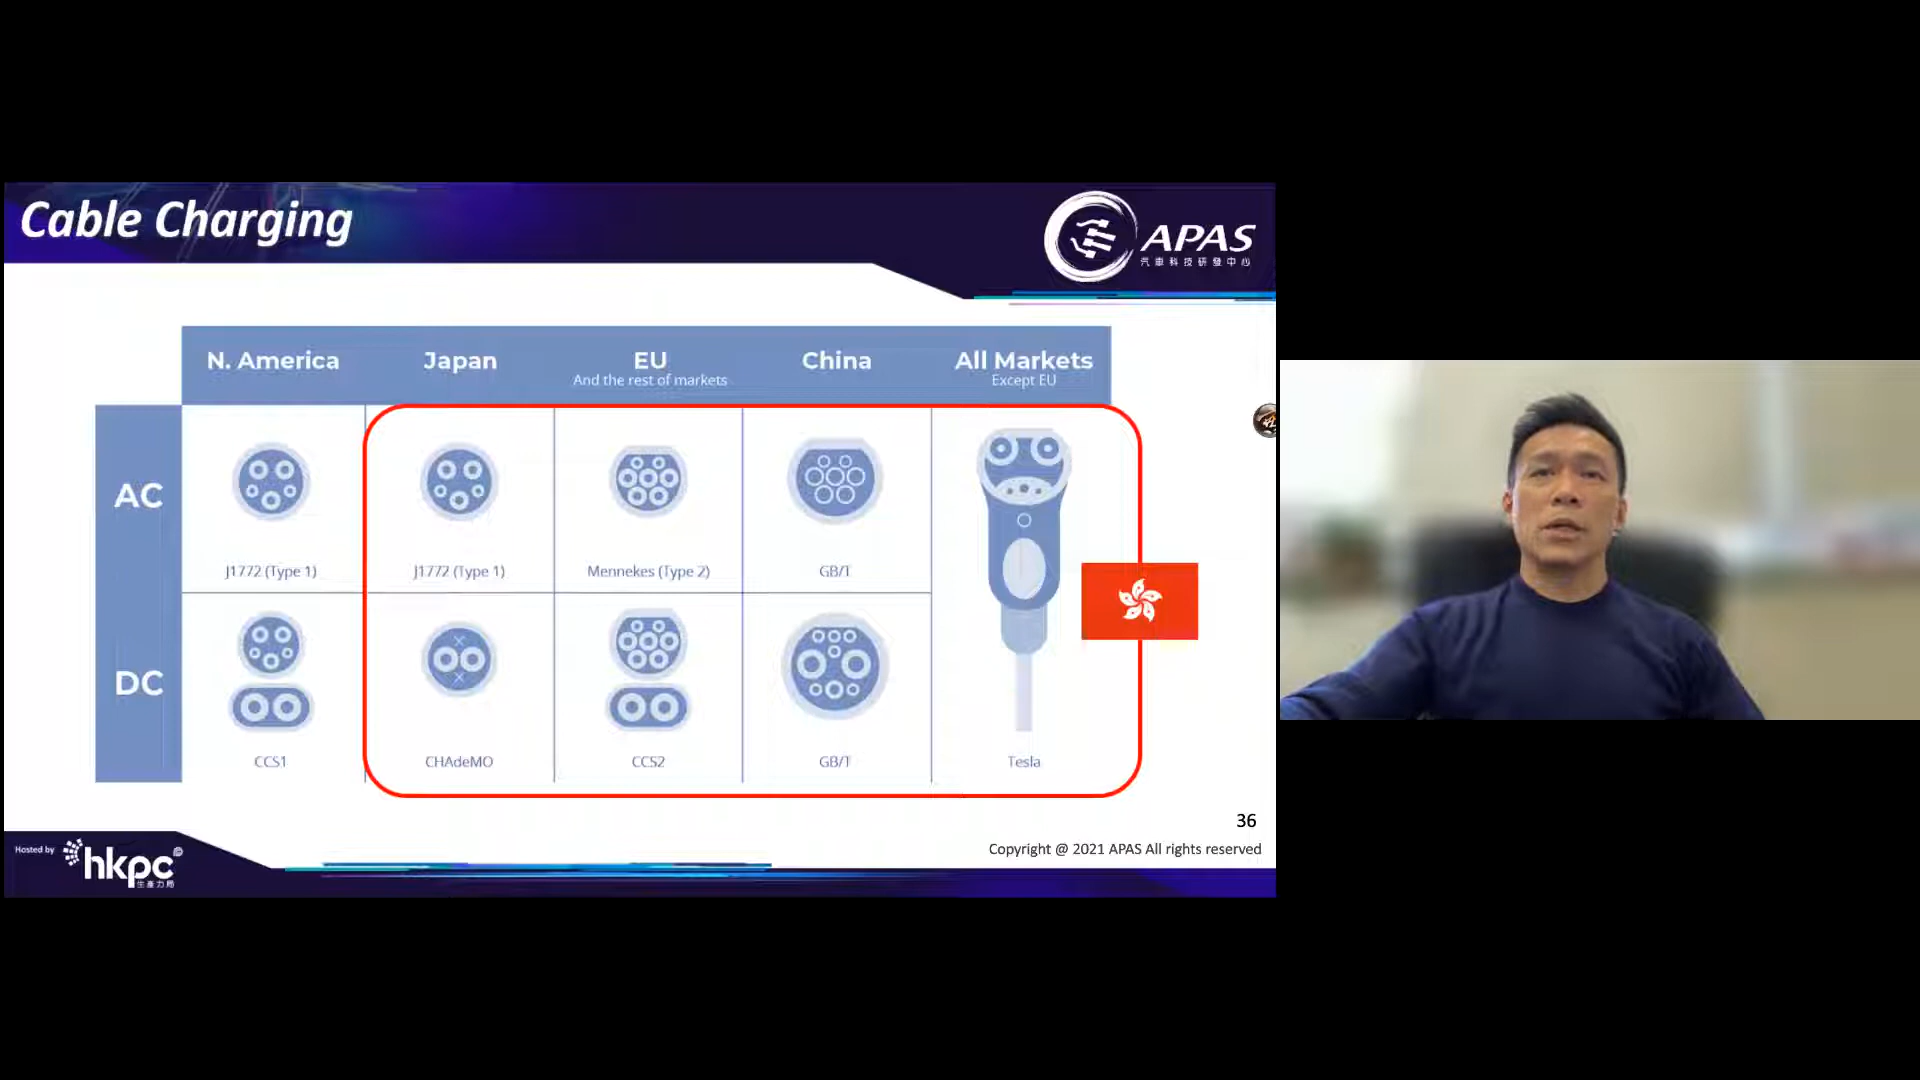 Cable Charging
APAS
汽車科技研發中心
N. America
Japan
EU
And the rest of markets
China
All Markets
Except EU
AC
J1772 (Type 1)
J1772 (Type 1)
Mennekes (Type 2)
GB/T
DC
CCS1
CHAdeMO
CCS2
GB/T
Tesla
36
Copyright @ 2021 APAS All rights reserved
Hosted by
hkpc
生產力局